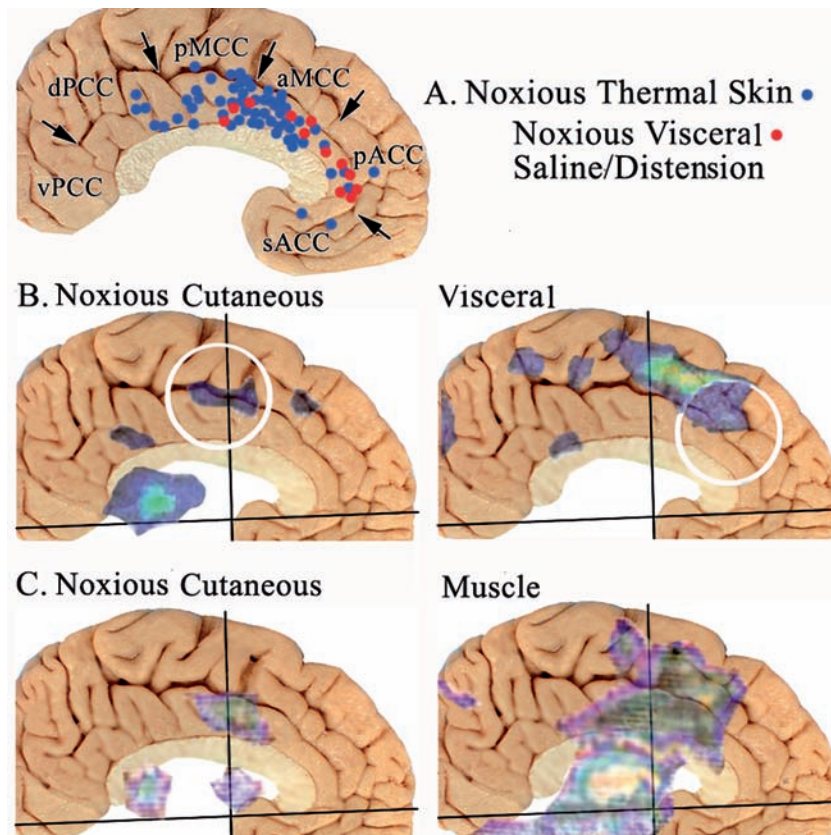 pMCC
aMCC
dPCC
pACC
vPCC
sACC
A. Noxious Thermal Skin
Noxious Visceral
Saline/Distension
B. Noxious Cutaneous
Visceral
C. Noxious Cutaneous
Muscle